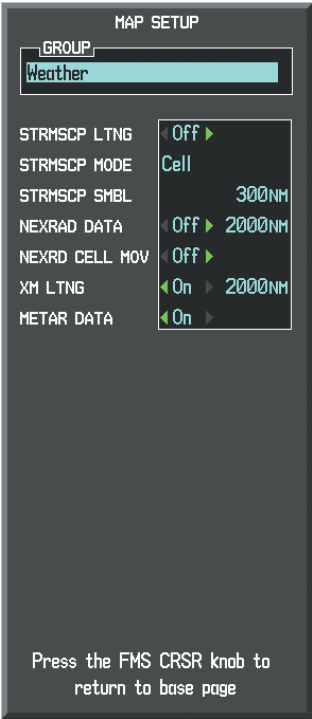 MAP SETUP
GROUP
Weather
STRMSCP LTNG Off
STRMSCP MODE Cell
STRMSCP SMBL 300NM
NEXRAD DATA Off 2000NM
NEXRD CELL MOV Off
XM LTNG On 2000NM
METAR DATA On
Press the FMS CRSR knob to
return to base page